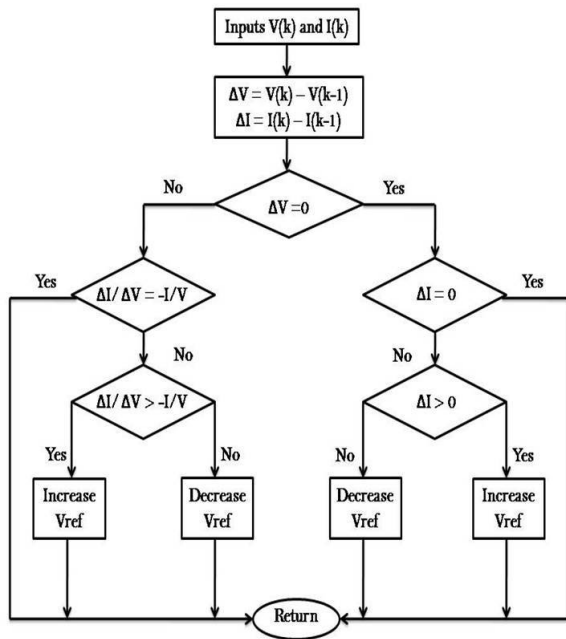 Inputs V(k) and I(k)
ΔV = V(k) – V(k-1)
ΔI = I(k) – I(k-1)
No
Yes
ΔV =0
Yes
ΔI/ ΔV = -I/V
ΔI = 0
Yes
No
No
ΔI/ ΔV > -I/V
ΔI > 0
Yes
No
No
Yes
Increase
Vref
Decrease
Vref
Decrease
Vref
Increase
Vref
Return